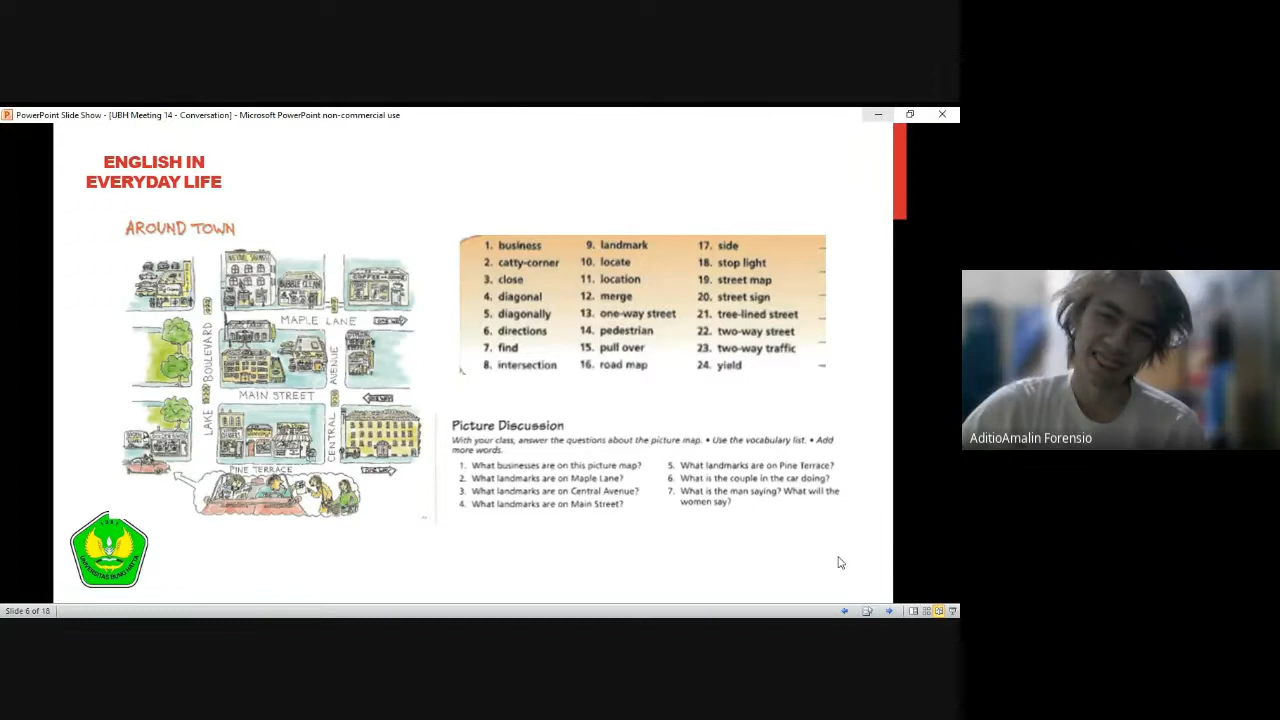 PowerPoint Slide Show - [UBH Meeting 14 - Conversation] - Microsoft PowerPoint non-commercial use
ENGLISH IN
EVERYDAY LIFE
AROUND TOWN
MAPLE LANE
LAKE BOULEVARD
CENTRAL AVENUE
MAIN STREET
PINE TERRACE
1. business
2. catty-corner
3. close
4. diagonal
5. diagonally
6. directions
7. find
8. intersection
9. landmark
10. locate
11. location
12. merge
13. one-way street
14. pedestrian
15. pull over
16. road map
17. side
18. stop light
19. street map
20. street sign
21. tree-lined street
22. two-way street
23. two-way traffic
24. yield
Picture Discussion
With your class, answer the questions about the picture map. • Use the vocabulary list. • Add
more words.
1. What businesses are on this picture map?
2. What landmarks are on Maple Lane?
3. What landmarks are on Central Avenue?
4. What landmarks are on Main Street?
5. What landmarks are on Pine Terrace?
6. What is the couple in the car doing?
7. What is the man saying? What will the
women say?
UNIVERSITAS BUNG HATTA
AditioAmalin Forensio
Slide 6 of 18